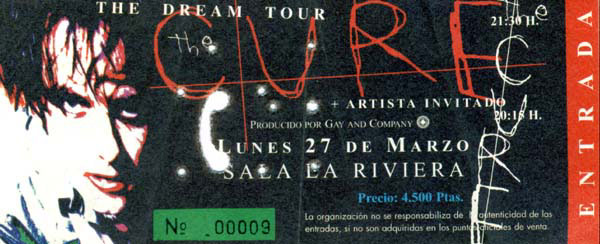 THE DREAM TOUR
21:30 H.
the
CURE
the CURE
+ ARTISTA INVITADO
20:15 H.
PRODUCIDO POR GAY AND COMPANY
LUNES 27 DE MARZO
SALA LA RIVIERA
Precio: 4.500 Ptas.
Nº 00009
La organización no se responsabiliza de la autenticidad de las
entradas, si no son adquiridas en los puntos oficiales de venta.
ENTRADA